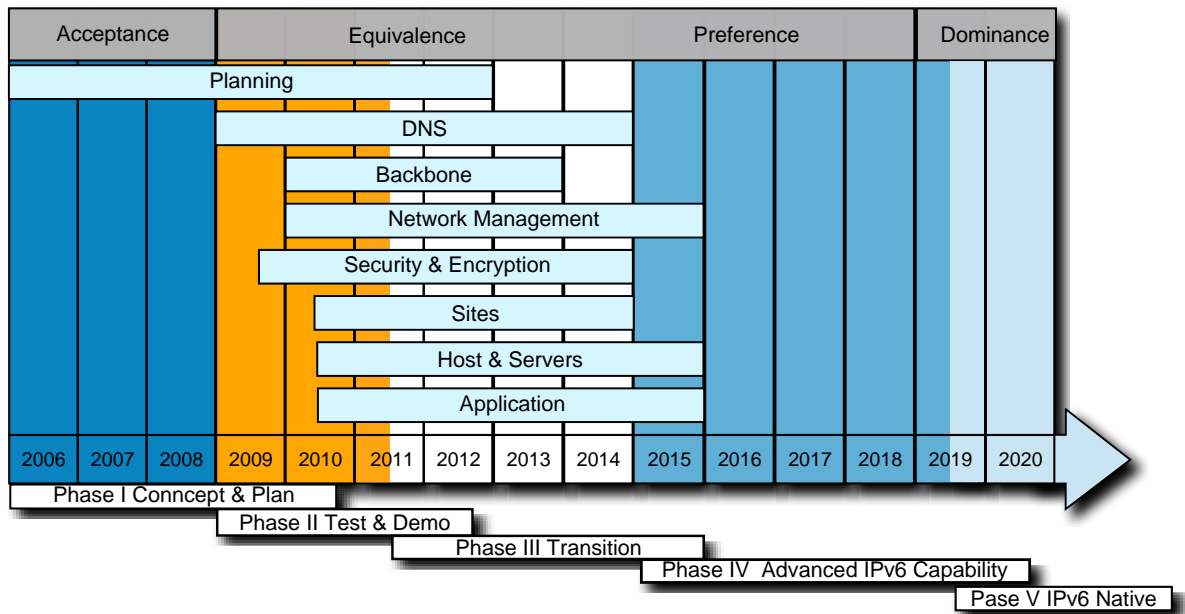 Acceptance Equivalence Preference Dominance
Planning
DNS
Backbone
Network Management
Security & Encryption
Sites
Host & Servers
Application
2006 2007 2008 2009 2010 2011 2012 2013 2014 2015 2016 2017 2018 2019 2020
Phase I Conncept & Plan
Phase II Test & Demo
Phase III Transition
Phase IV Advanced IPv6 Capability
Pase V IPv6 Native